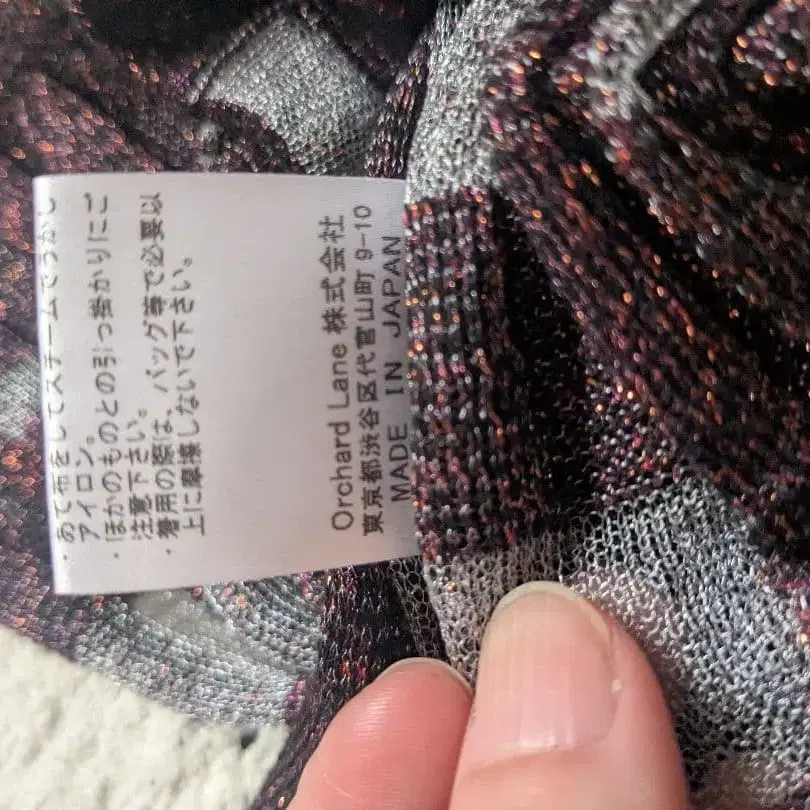 ・あて布をしてスチームでうかし
アイロン。
・ほかのものとの引っ掛かりにご
注意下さい。
・着用の際は、バッグ等で必要以
上に摩擦しないで下さい。
Orchard Lane 株式会社
東京都渋谷区代官山町 9-10
MADE IN JAPAN